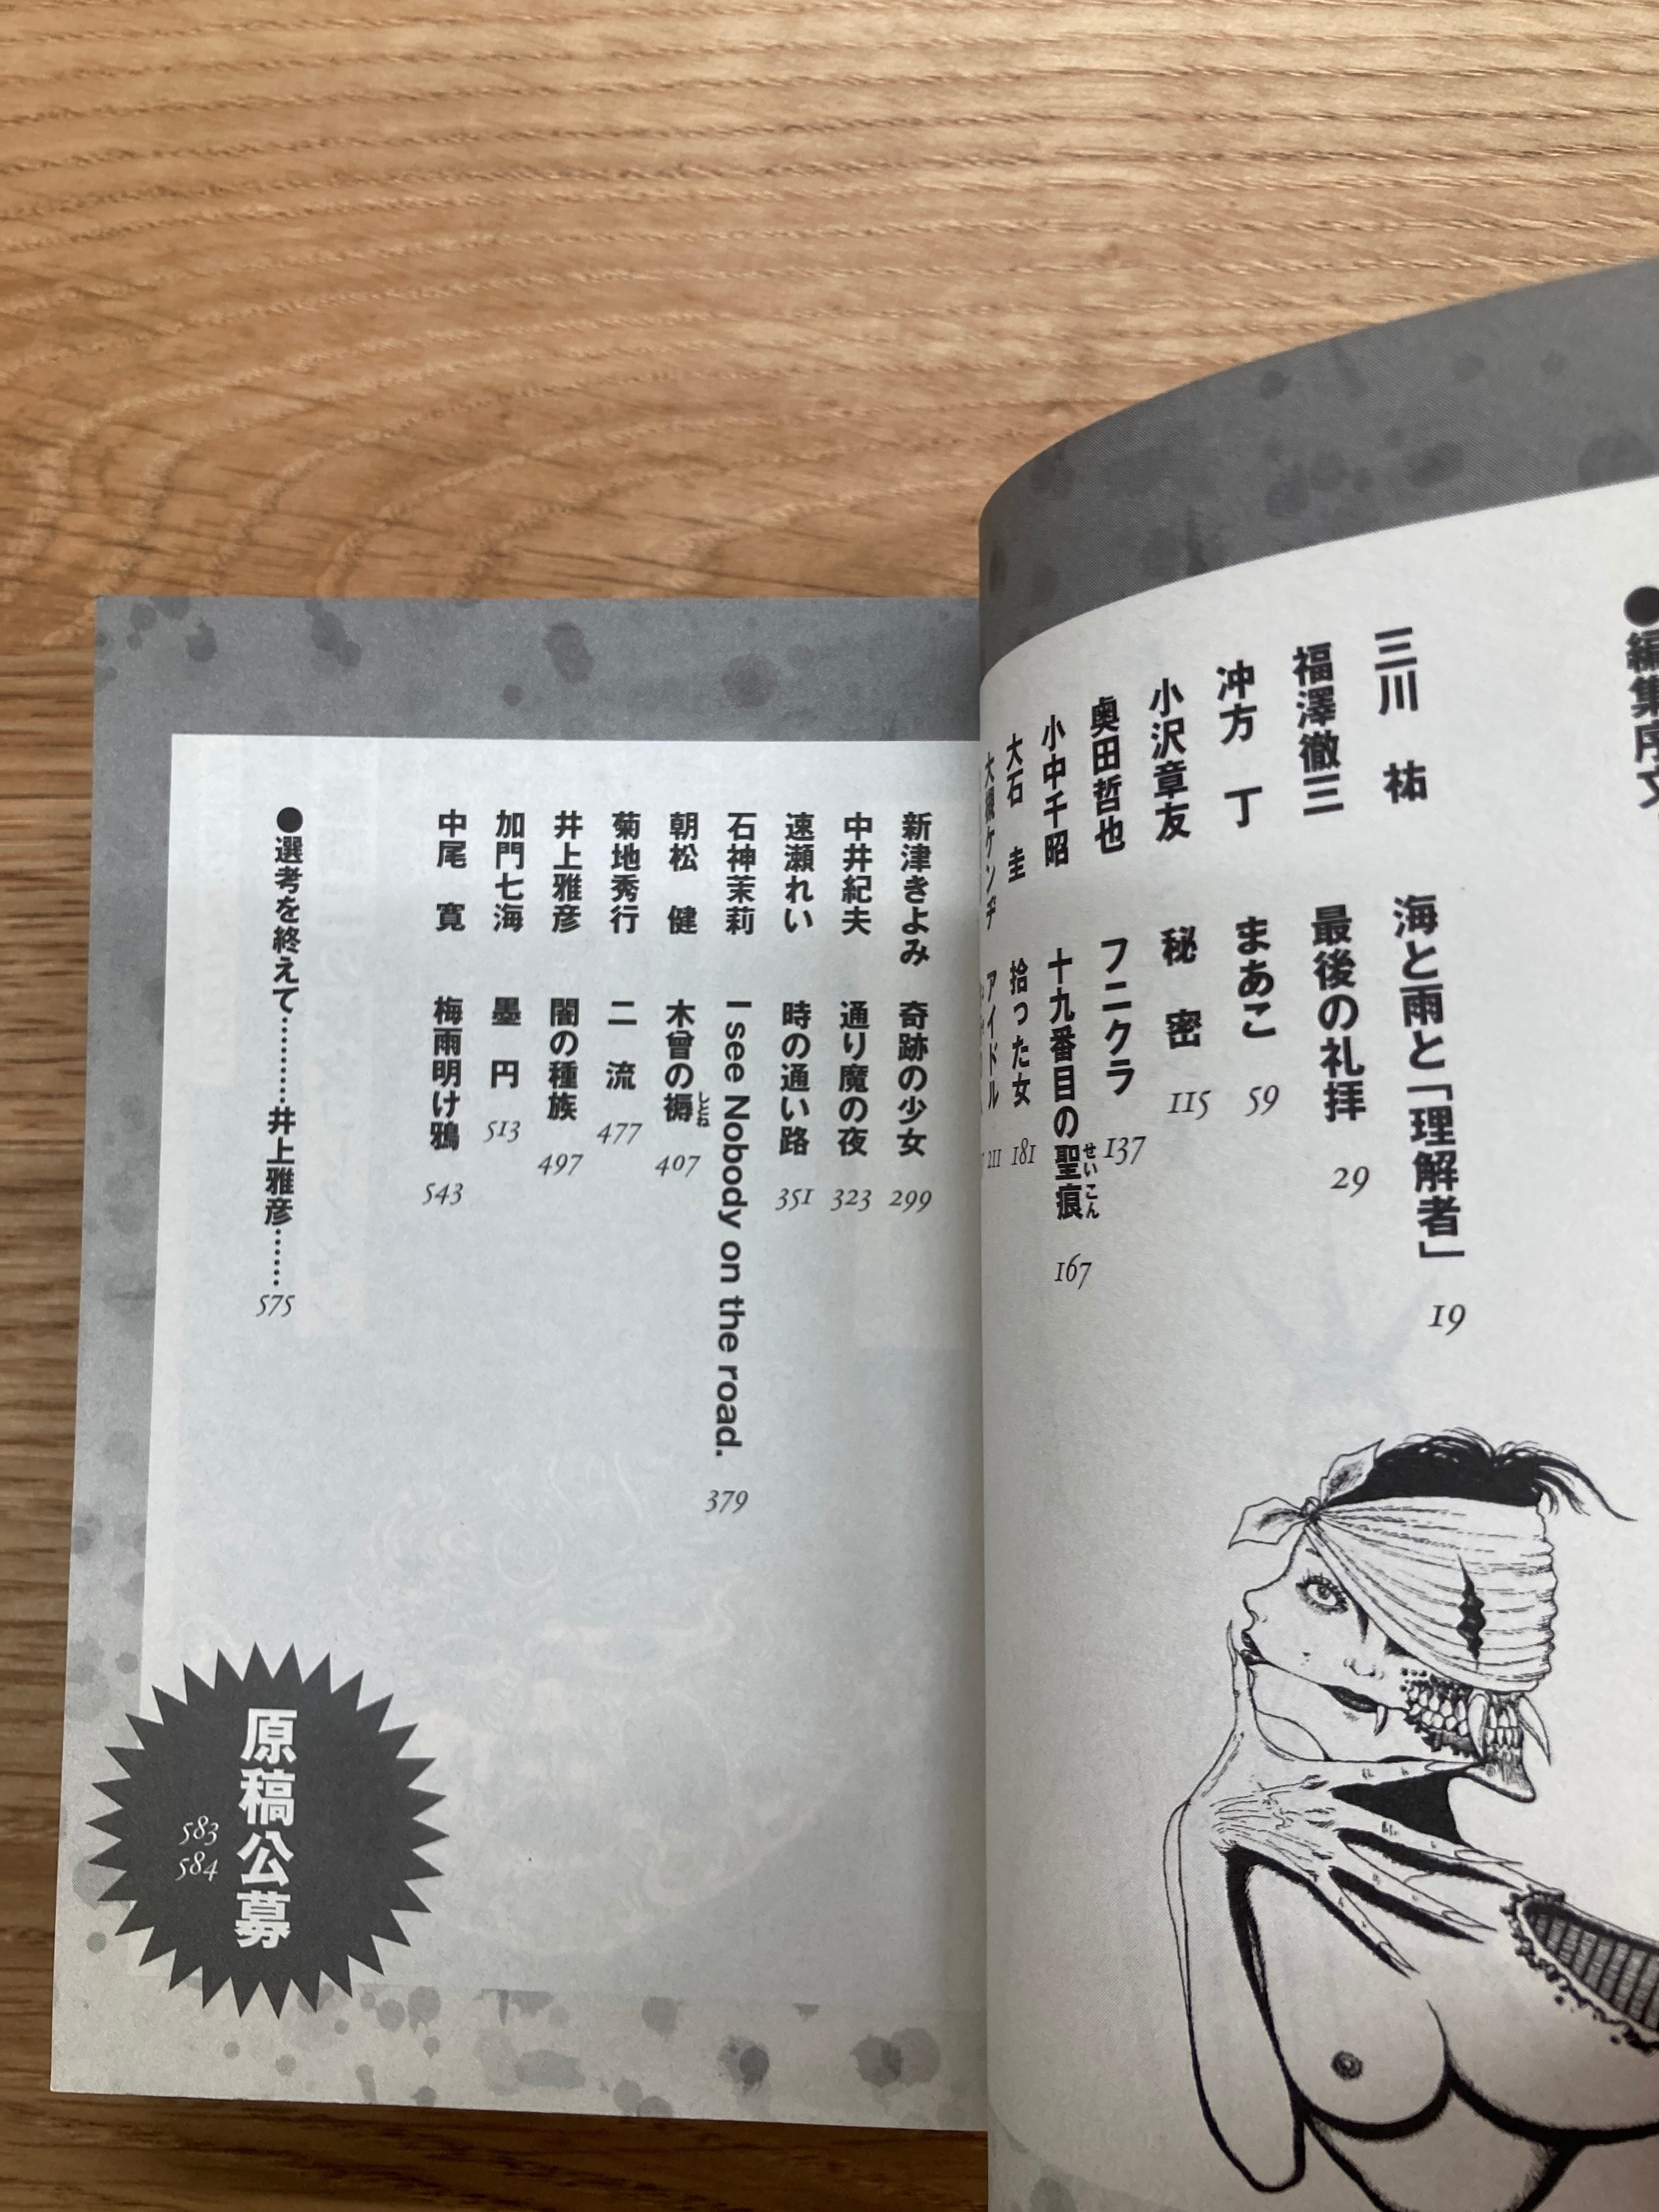 ●編集序文
三川 祐 海と雨と「理解者」 19
福澤徹三 最後の礼拝 29
冲方 丁 まあこ 59
小沢章友 秘密 115
奥田哲也 フニクラ 137
小中千昭 十九番目の聖痕 せいこん 167
大石 圭 拾った女 181
大槻ケンヂ アイドル 211
新津きよみ 奇跡の少女 299
中井紀夫 通り魔の夜 323
速瀬れい 時の通い路 351
石神茉莉 I see Nobody on the road. 379
朝松 健 木曾の褥 しとね 407
菊地秀行 二流 477
井上雅彦 闇の種族 497
加門七海 墨円 513
中尾 寛 梅雨明け鴉 543
●選考を終えて………井上雅彦…… 575
原稿公募
583
584